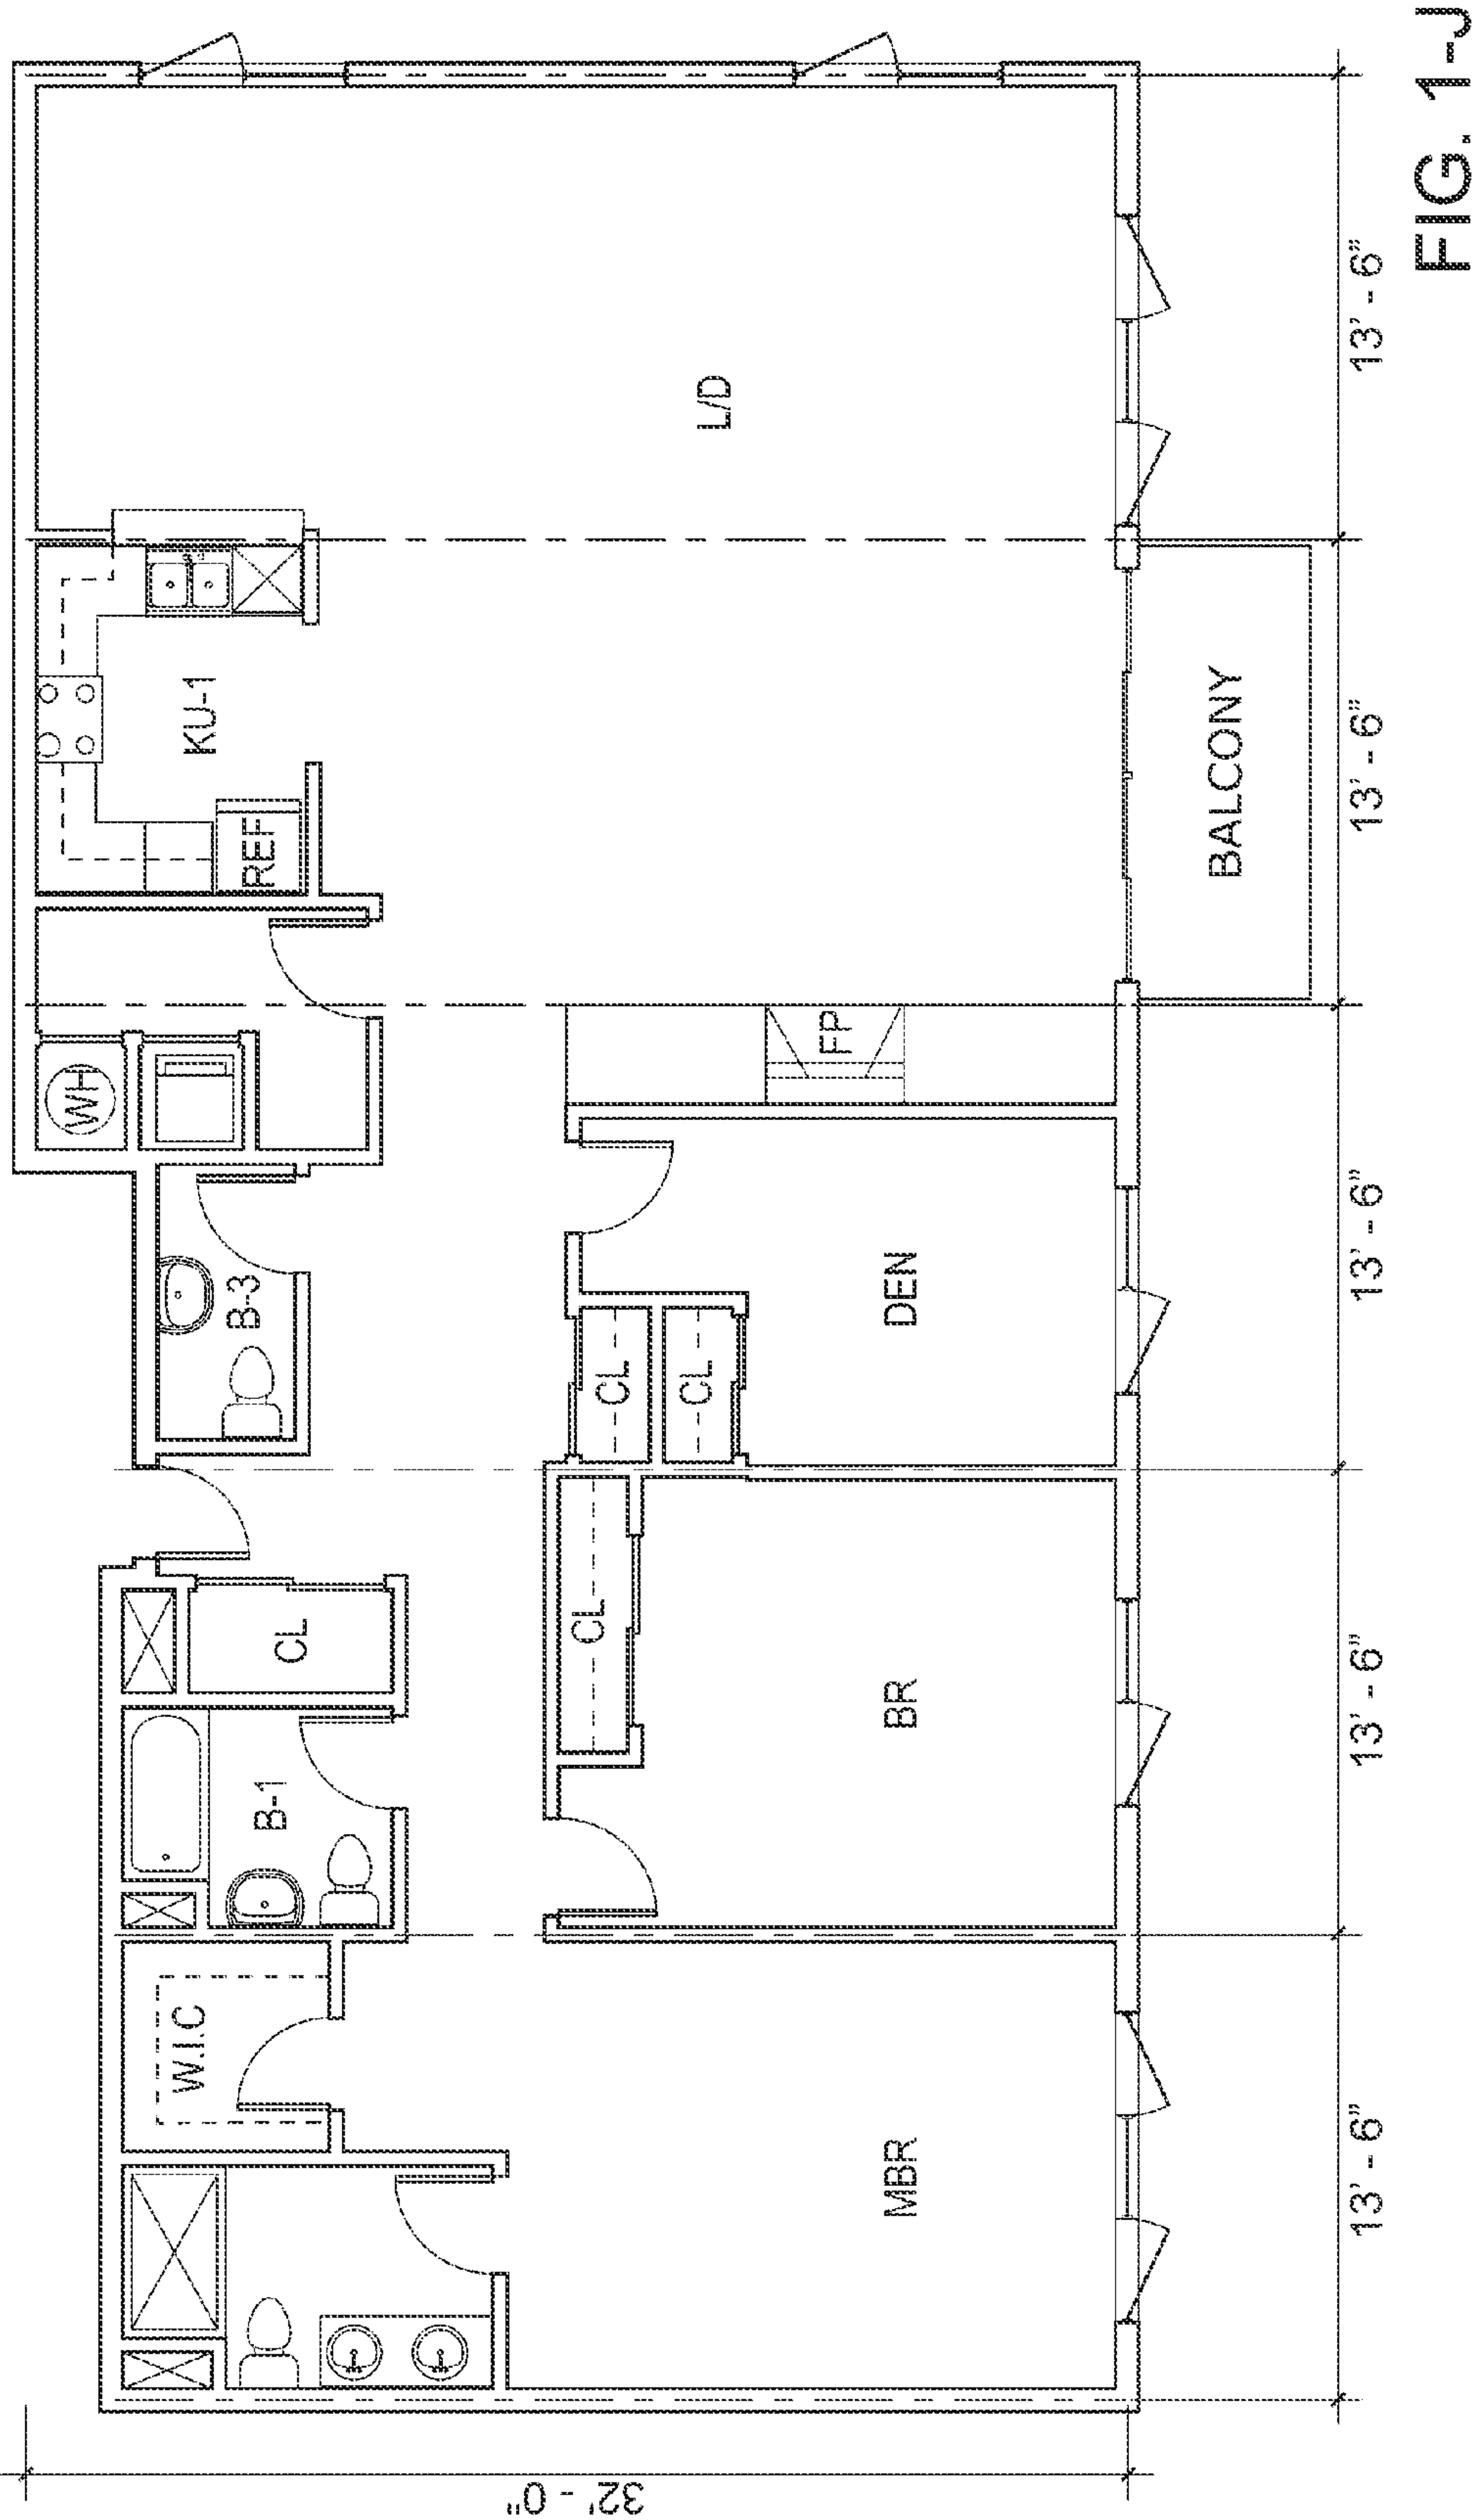 W.I.C
B-1
CL
B-3
WH
REF
KU-1
CL
CL
CL
FP
L/D
MBR
BR
DEN
BALCONY
32' - 0"
13' - 6"
13' - 6"
13' - 6"
13' - 6"
13' - 6"
FIG. 1-J